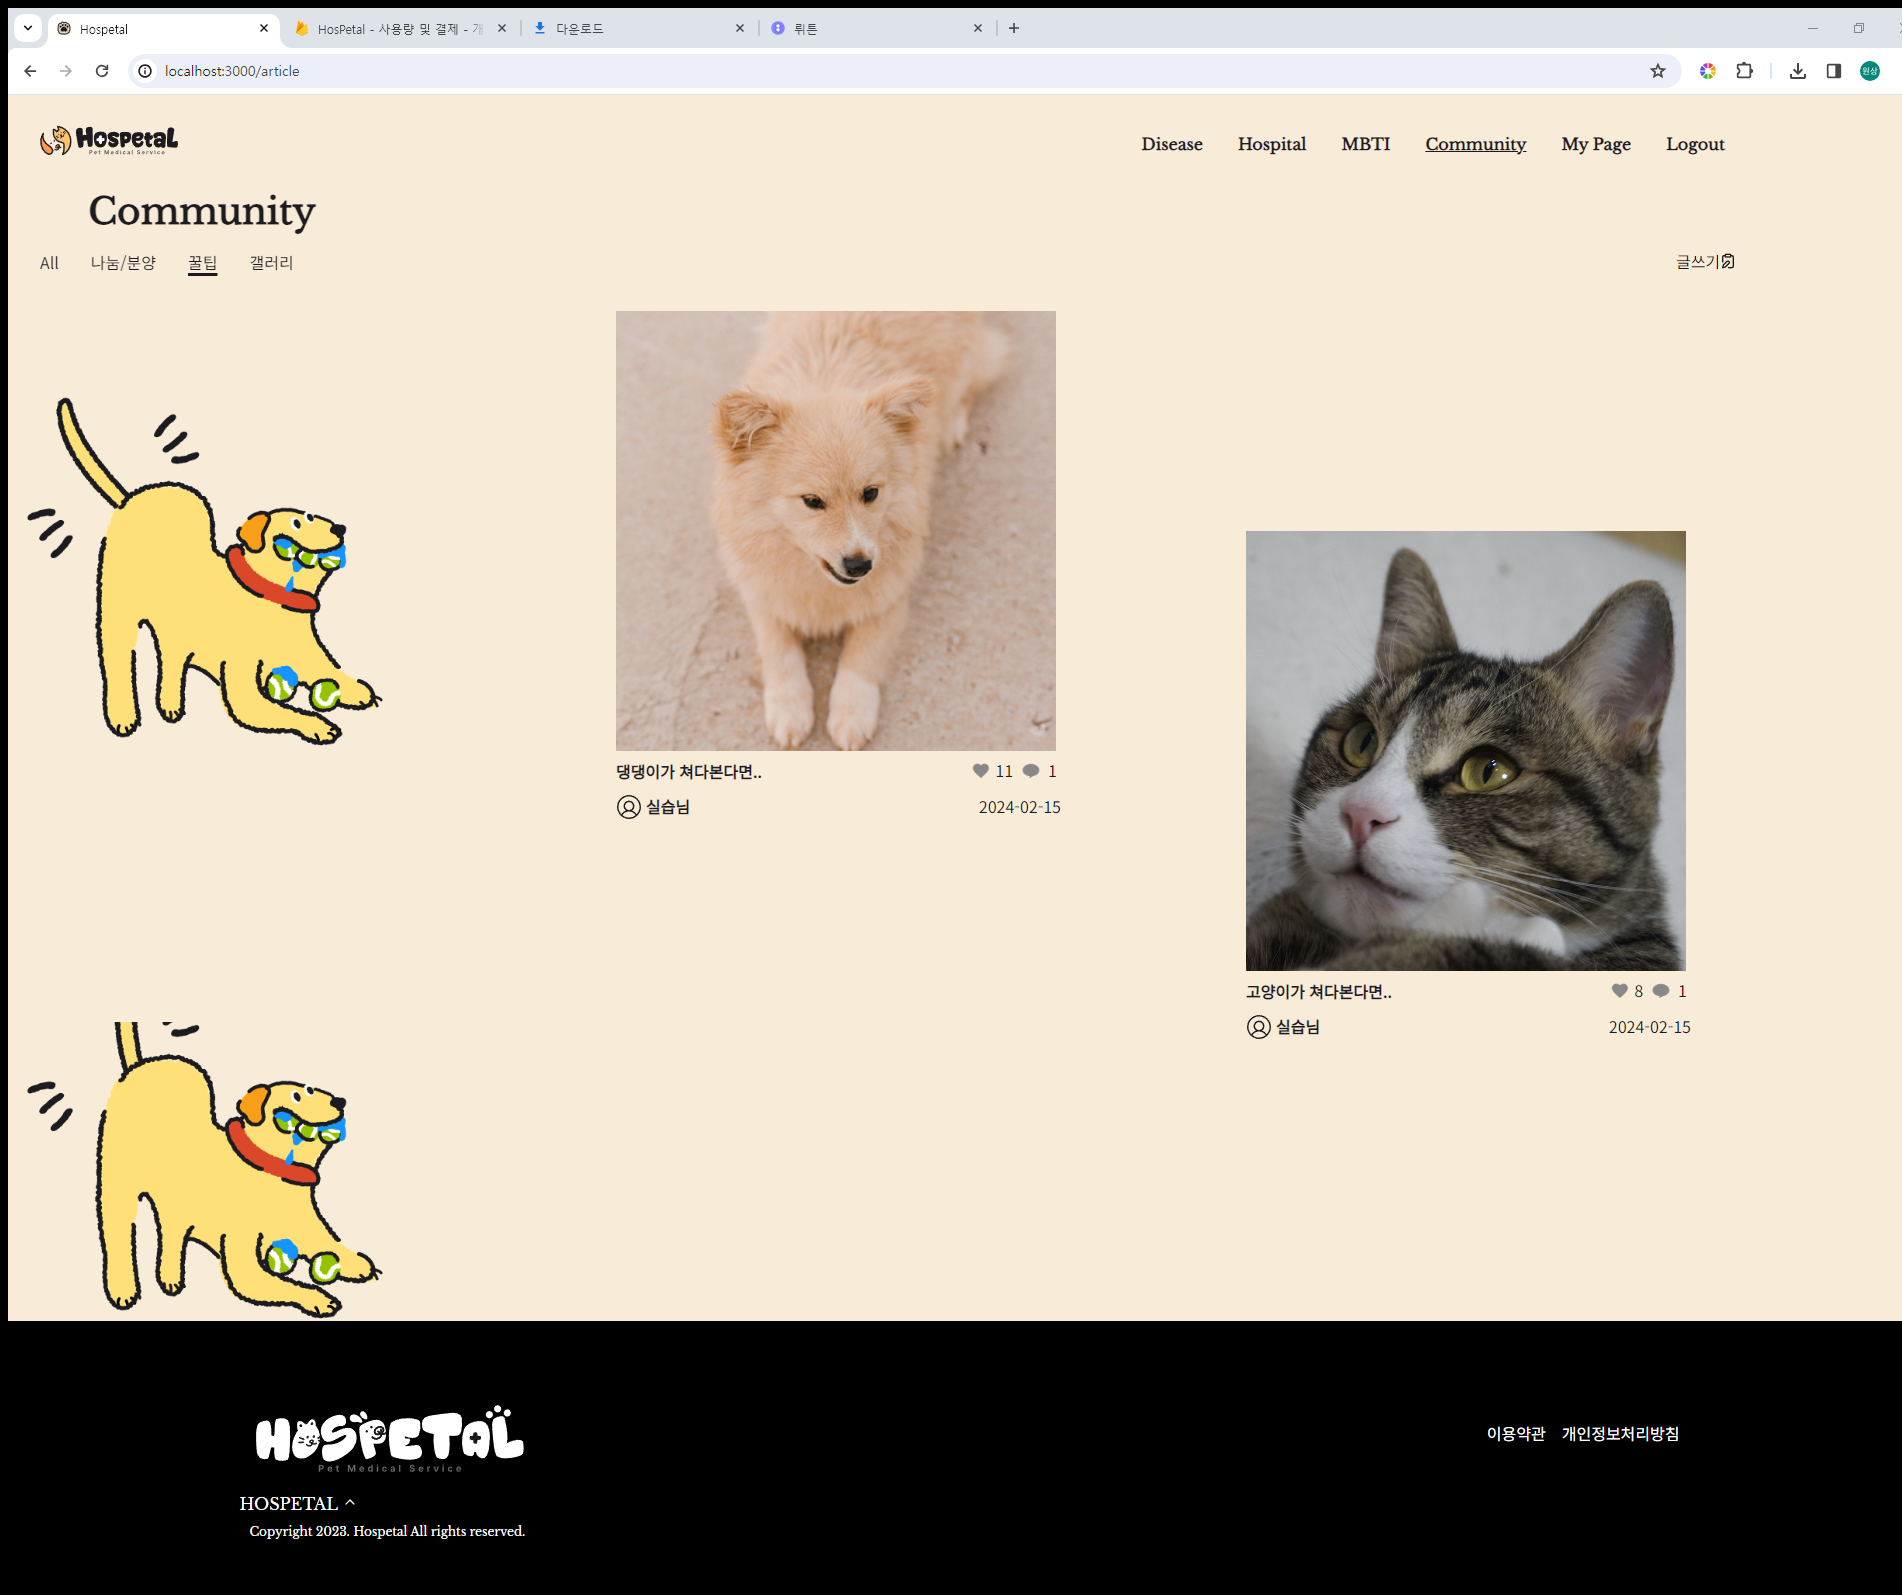 Hospetal
HosPetal - 사용량 및 결제 - 개
다운로드
뤼튼
localhost:3000/article
원상
Hospetal
Pet Medical Service
Disease Hospital MBTI Community My Page Logout
Community
All 나눔/분양 꿀팁 갤러리
글쓰기
댕댕이가 쳐다본다면.. 11 1
실습님 2024-02-15
고양이가 쳐다본다면.. 8 1
실습님 2024-02-15
HOSPETAL
Pet Medical Service
이용약관 개인정보처리방침
HOSPETAL
Copyright 2023. Hospetal All rights reserved.